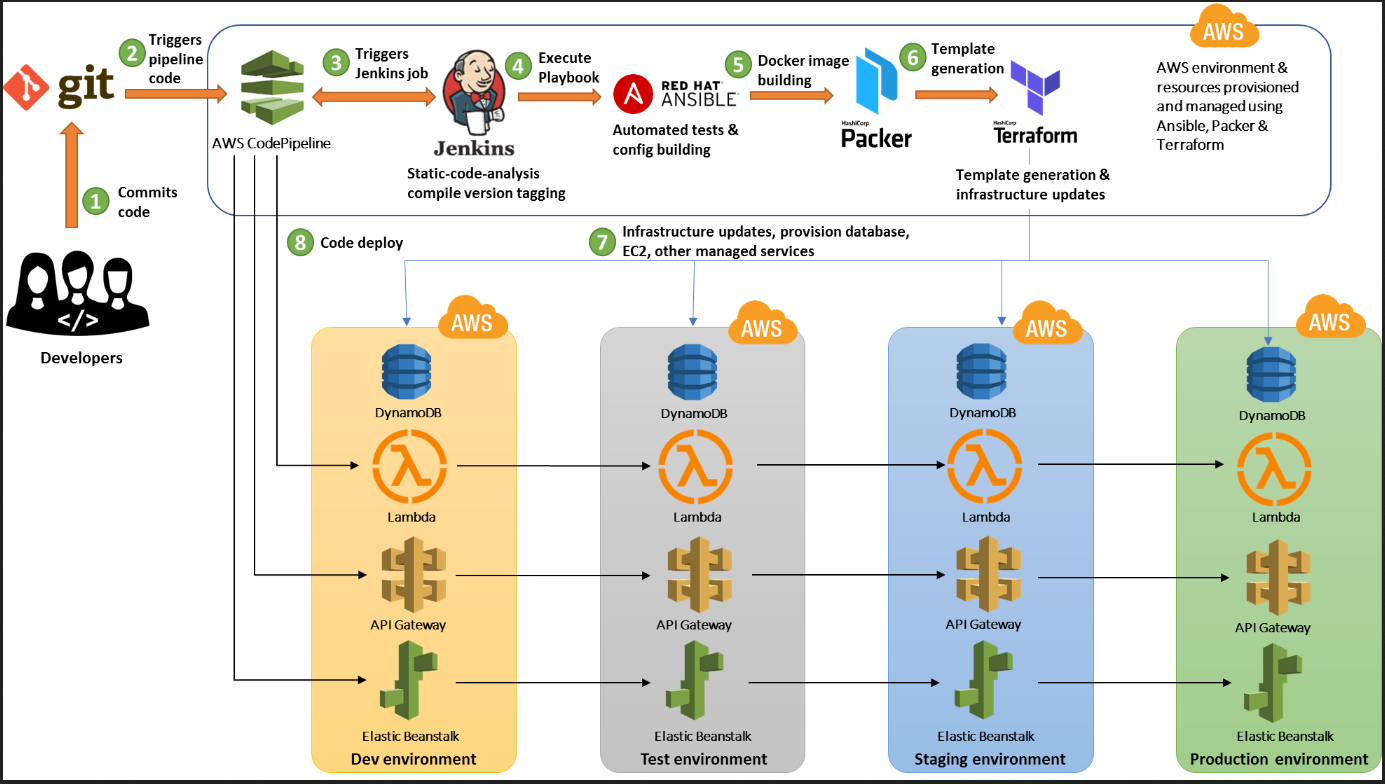 2
Triggers
pipeline
code
git
1
Commits
code
</>
Developers
AWS CodePipeline
3
Triggers
Jenkins job
Jenkins
Static-code-analysis
compile version tagging
4
Execute
Playbook
A
RED HAT
ANSIBLE
Automated tests &
config building
5
Docker image
building
HashiCorp
Packer
6
Template
generation
HashiCorp
Terraform
Template generation &
infrastructure updates
AWS
AWS environment &
resources provisioned
and managed using
Ansible, Packer &
Terraform
8
Code deploy
7
Infrastructure updates, provision database,
EC2, other managed services
AWS
DynamoDB
λ
Lambda
API Gateway
Elastic Beanstalk
Dev environment
AWS
DynamoDB
λ
Lambda
API Gateway
Elastic Beanstalk
Test environment
AWS
DynamoDB
λ
Lambda
API Gateway
Elastic Beanstalk
Staging environment
AWS
DynamoDB
λ
Lambda
API Gateway
Elastic Beanstalk
Production environment